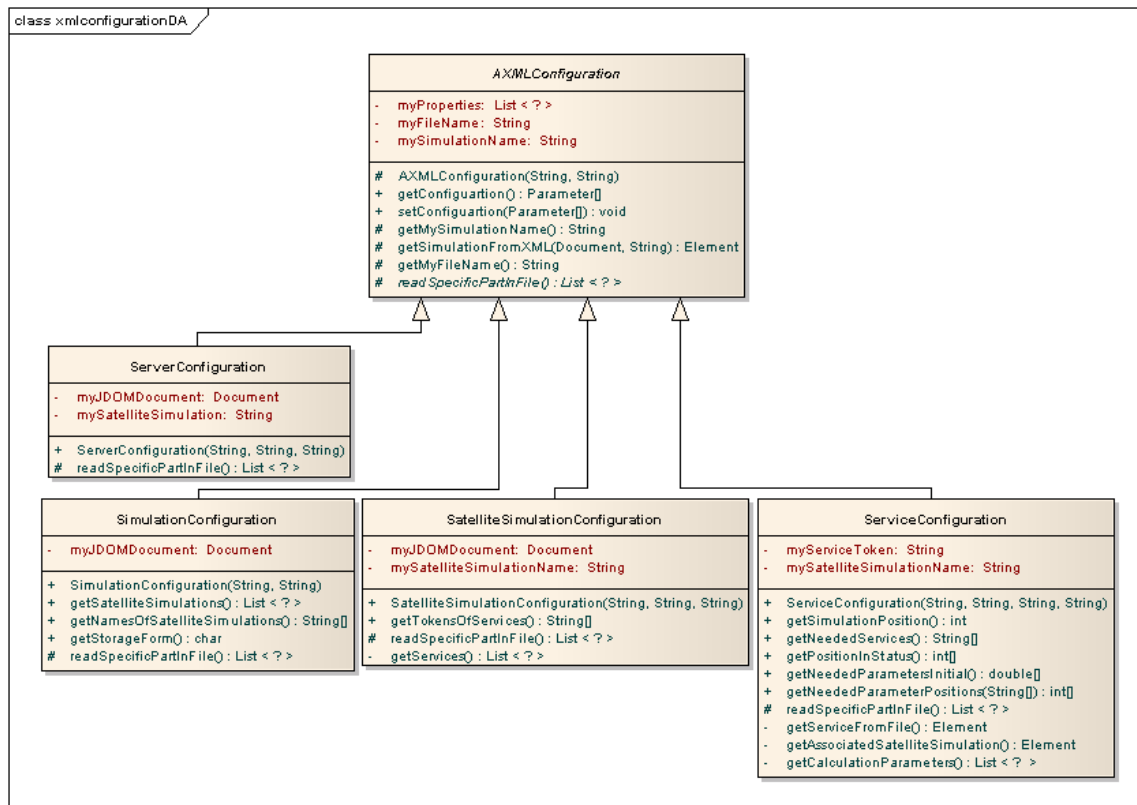 class xmlconfigurationDA
AXMLConfiguration
- myProperties: List < ? >
- myFileName: String
- mySimulationName: String
# AXMLConfiguration(String, String)
+ getConfiguartion() : Parameter[]
+ setConfiguartion(Parameter[]) : void
# getMySimulationName() : String
# getSimulationFromXML(Document, String) : Element
# getMyFileName() : String
# readSpecificPartInFile() : List < ? >
ServerConfiguration
- myJDOMDocument: Document
- mySatelliteSimulation: String
+ ServerConfiguration(String, String, String)
# readSpecificPartInFile() : List < ? >
SimulationConfiguration
- myJDOMDocument: Document
+ SimulationConfiguration(String, String)
+ getSatelliteSimulations() : List < ? >
+ getNamesOfSatelliteSimulations() : String[]
+ getStorageForm() : char
# readSpecificPartInFile() : List < ? >
SatelliteSimulationConfiguration
- myJDOMDocument: Document
- mySatelliteSimulationName: String
+ SatelliteSimulationConfiguration(String, String, String)
+ getTokensOfServices() : String[]
# readSpecificPartInFile() : List < ? >
- getServices() : List < ? >
ServiceConfiguration
- myServiceToken: String
- mySatelliteSimulationName: String
+ ServiceConfiguration(String, String, String, String)
+ getSimulationPosition() : int
+ getNeededServices() : String[]
+ getPositionInStatus() : int[]
+ getNeededParametersInitial() : double[]
+ getNeededParameterPositions(String[]) : int[]
# readSpecificPartInFile() : List < ? >
- getServiceFromFile() : Element
- getAssociatedSatelliteSimulation() : Element
- getCalculationParameters() : List < ? >